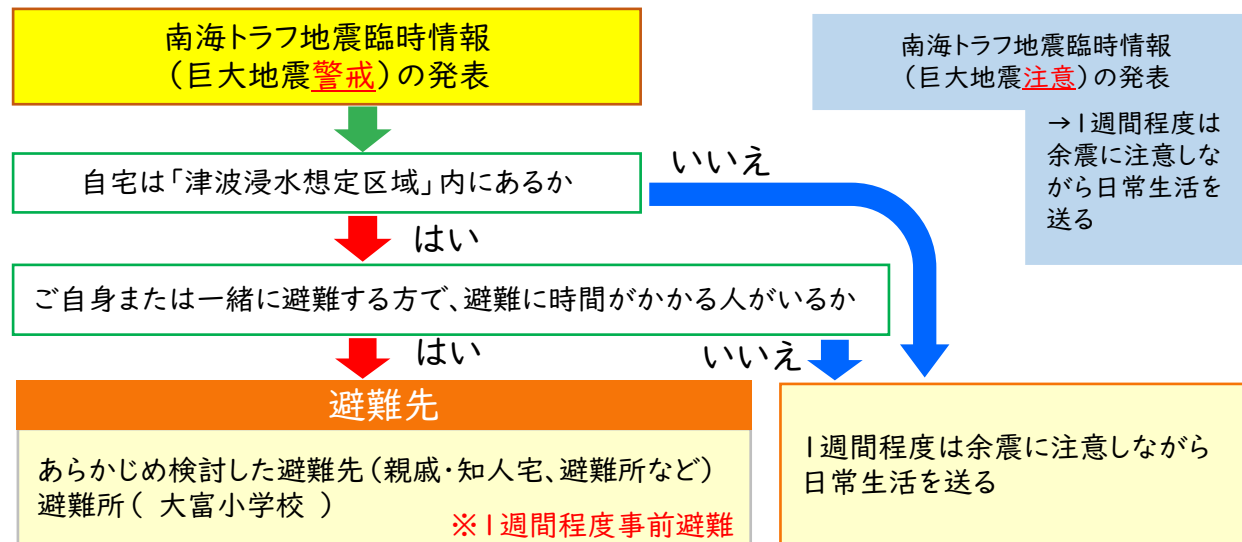 南海トラフ地震臨時情報
（巨大地震警戒）の発表
南海トラフ地震臨時情報
（巨大地震注意）の発表
→1週間程度は
余震に注意しな
がら日常生活を
送る
自宅は「津波浸水想定区域」内にあるか
いいえ
はい
ご自身または一緒に避難する方で、避難に時間がかかる人がいるか
はい
いいえ
避難先
あらかじめ検討した避難先（親戚・知人宅、避難所など）
避難所（ 大富小学校 ）
※1週間程度事前避難
1週間程度は余震に注意しながら
日常生活を送る